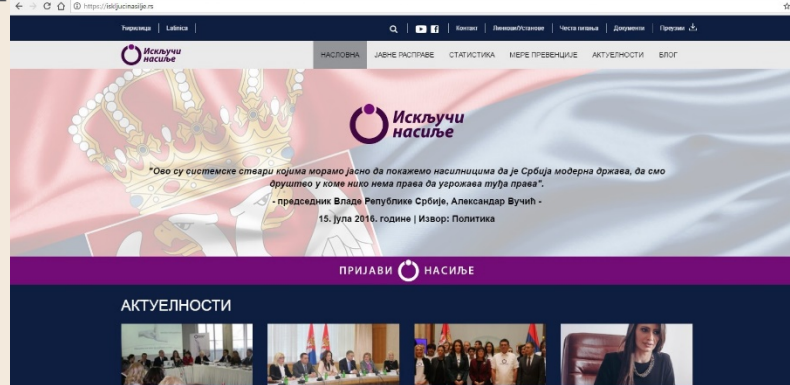 https://iskljucinasilje.rs
Ћирилица | Latinica |
Контакт | Линкови/Установе | Честа питања | Документи | Преузми
Искључи
насиље
НАСЛОВНА ЈАВНЕ РАСПРАВЕ СТАТИСТИКА МЕРЕ ПРЕВЕНЦИЈЕ АКТУЕЛНОСТИ БЛОГ
Искључи
насиље
"Ово су системске ствари којима морамо јасно да покажемо насилницима да је Србија модерна држава, да смо
друштво у коме нико нема права да угрожава туђа права".
- председник Владе Републике Србије, Александар Вучић -
15. јула 2016. године | Извор: Политика
ПРИЈАВИ НАСИЉЕ
АКТУЕЛНОСТИ